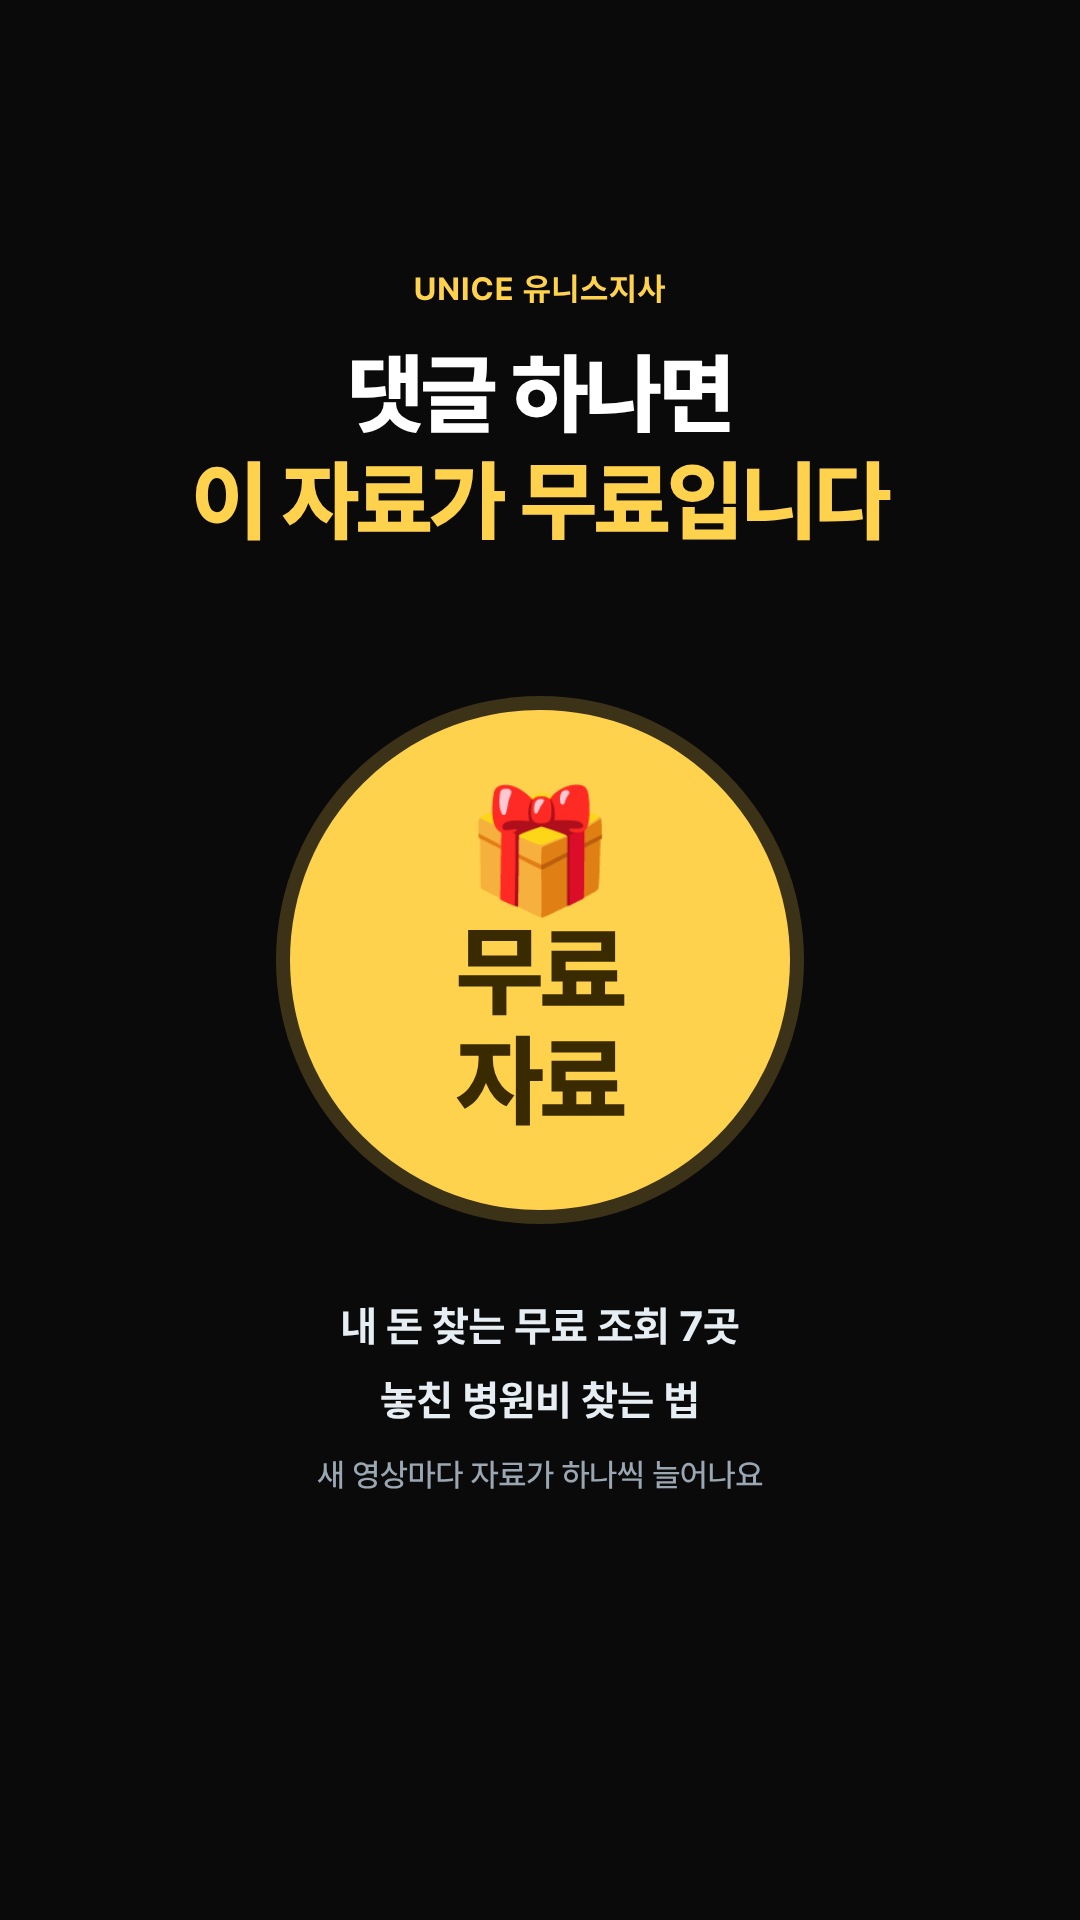 UNICE 유니스지사
댓글 하나면
이 자료가 무료입니다
무료
자료
내 돈 찾는 무료 조회 7곳
놓친 병원비 찾는 법
새 영상마다 자료가 하나씩 늘어나요